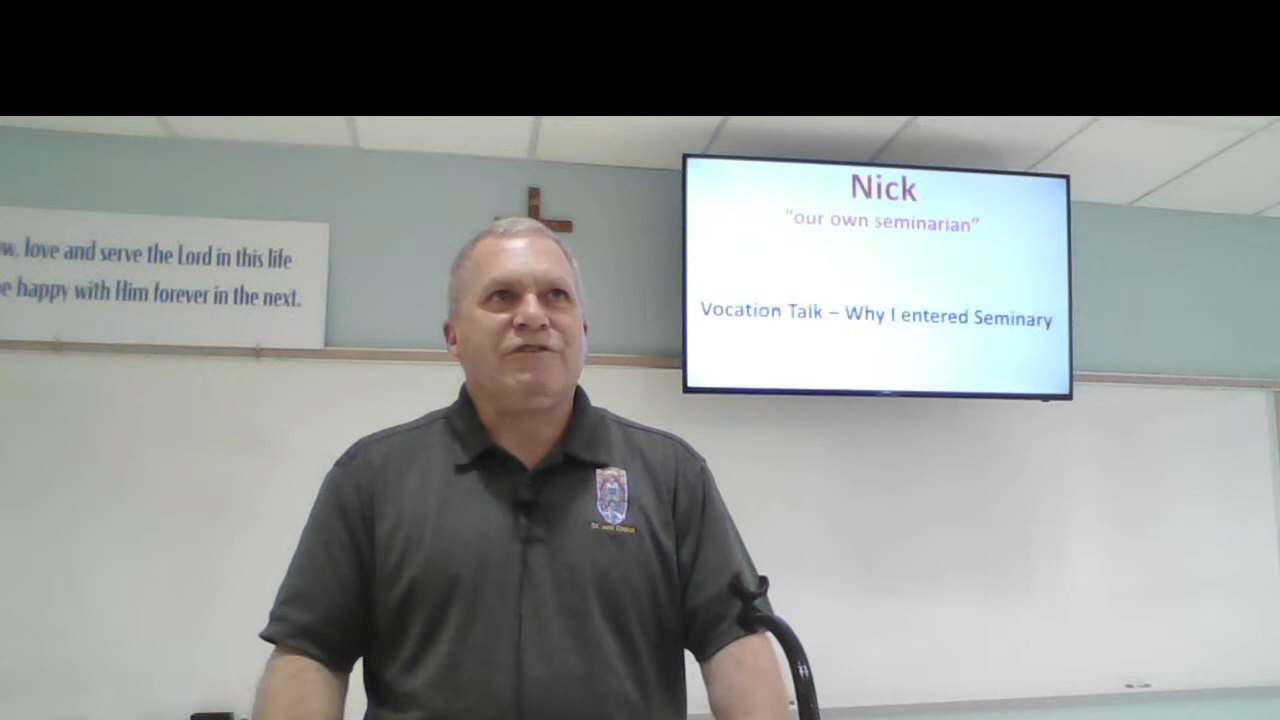 w, love and serve the Lord in this life
e happy with Him forever in the next.
Nick
"our own seminarian"
Vocation Talk – Why I entered Seminary